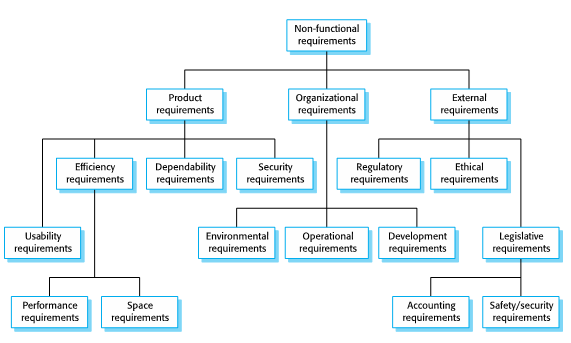 Non-functional
requirements
Product
requirements
Organizational
requirements
External
requirements
Efficiency
requirements
Dependability
requirements
Security
requirements
Regulatory
requirements
Ethical
requirements
Usability
requirements
Environmental
requirements
Operational
requirements
Development
requirements
Legislative
requirements
Performance
requirements
Space
requirements
Accounting
requirements
Safety/security
requirements